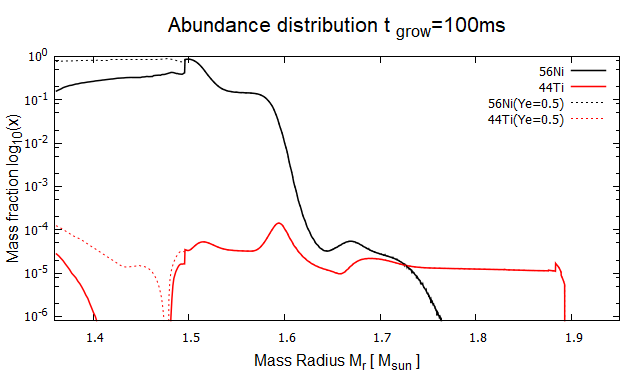 Abundance distribution t grow=100ms
Mass fraction log10(x)
10^0
10^-1
10^-2
10^-3
10^-4
10^-5
10^-6
56Ni
44Ti
56Ni(Ye=0.5)
44Ti(Ye=0.5)
1.4 1.5 1.6 1.7 1.8 1.9
Mass Radius Mr [ Msun ]